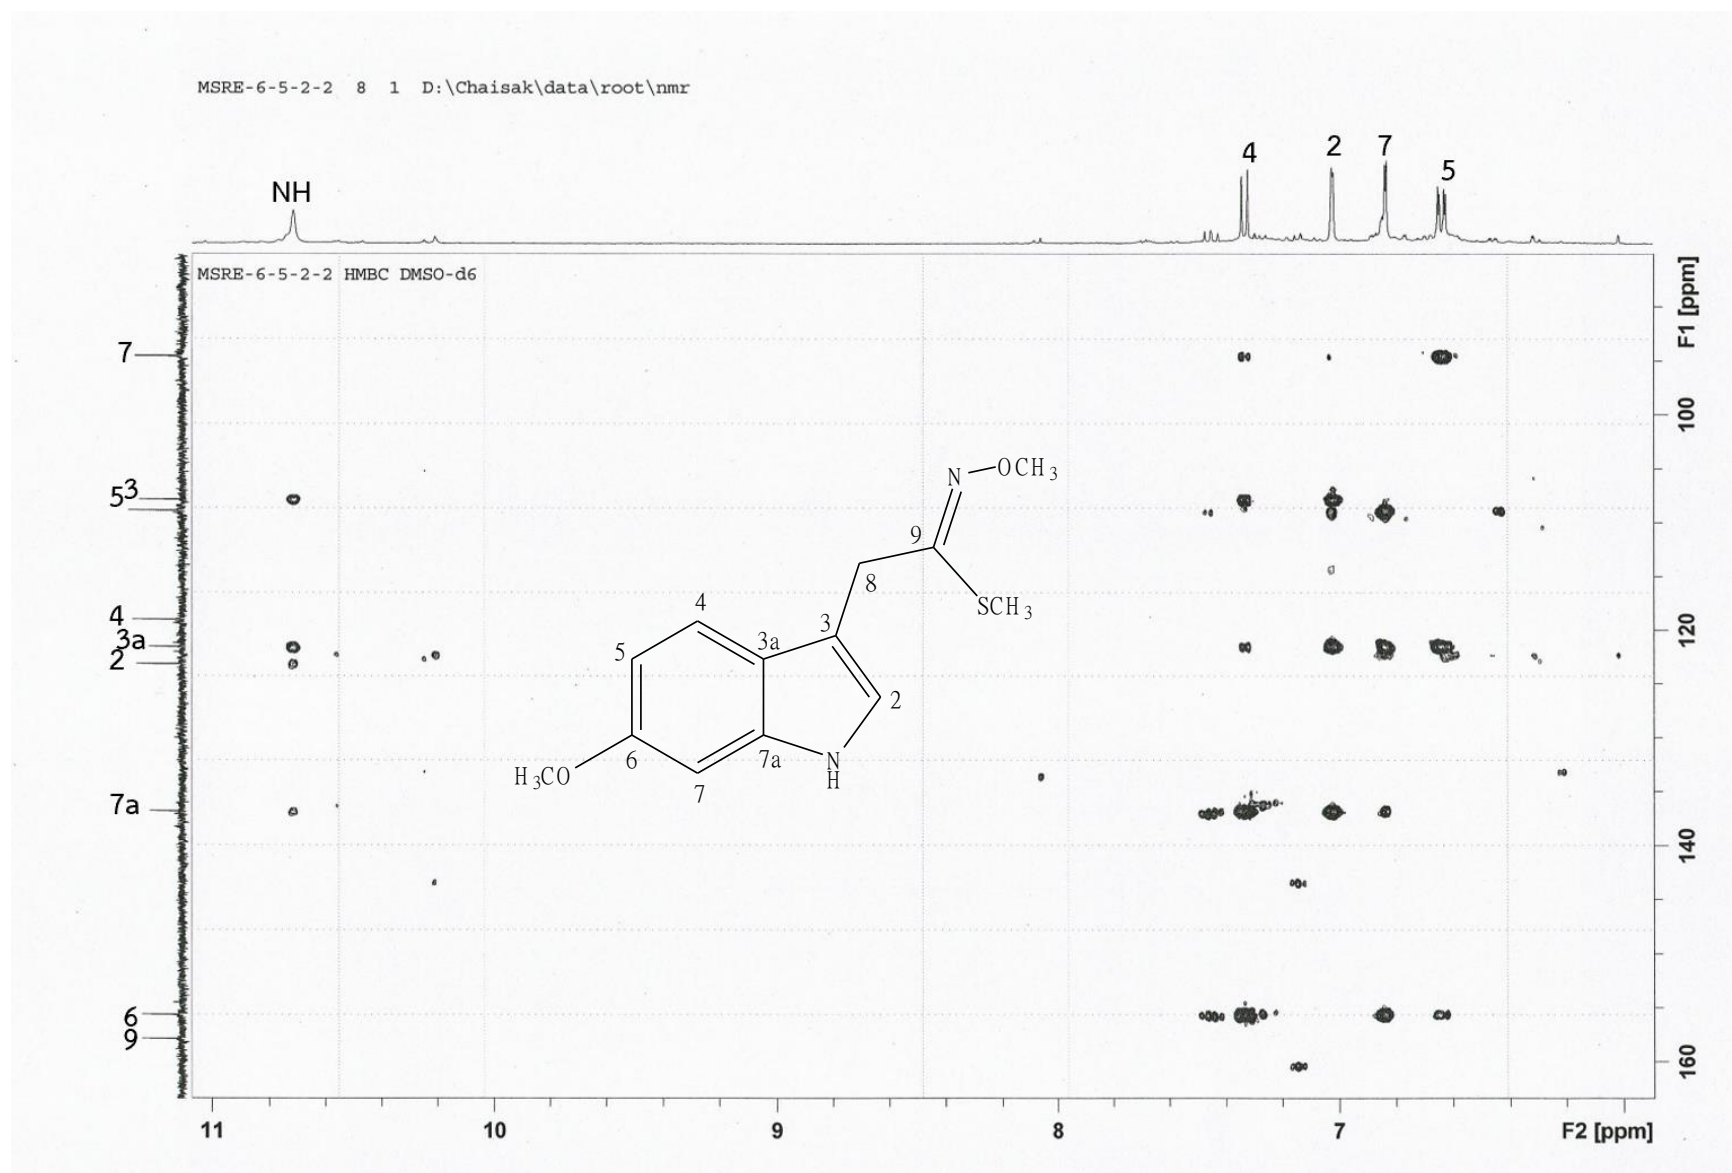 MSRE-6-5-2-2 8 1 D:\Chaisak\data\root\nmr
NH
4
2
7
5
MSRE-6-5-2-2 HMBC DMSO-d6
F1 [ppm]
7
100
N
OCH3
5
3
9
8
SCH3
4
4
120
3a
3
3a
2
5
2
6
7a
N
H
H3CO
7
7a
140
6
9
160
11
10
9
8
7
F2 [ppm]